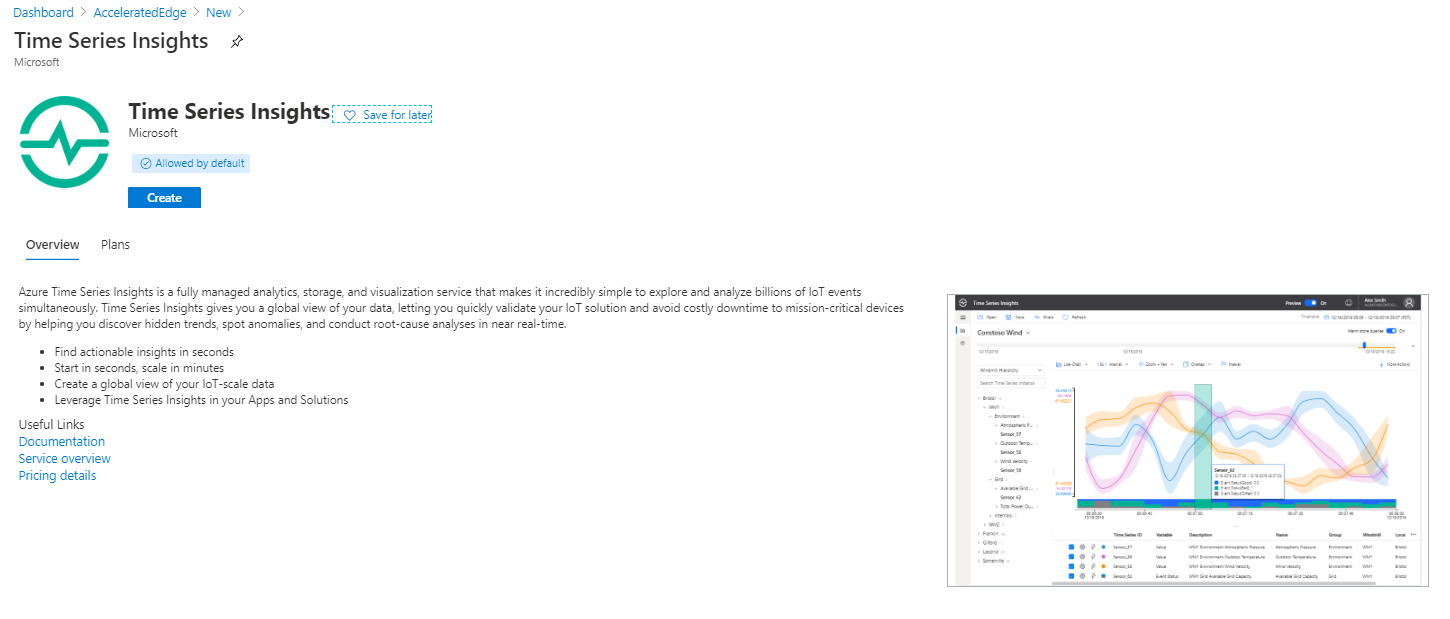 Dashboard > AcceleratedEdge > New >
Time Series Insights
Microsoft
Time Series Insights
Save for later
Microsoft
Allowed by default
Create
Overview Plans
Azure Time Series Insights is a fully managed analytics, storage, and visualization service that makes it incredibly simple to explore and analyze billions of IoT events
simultaneously. Time Series Insights gives you a global view of your data, letting you quickly validate your IoT solution and avoid costly downtime to mission-critical devices
by helping you discover hidden trends, spot anomalies, and conduct root-cause analyses in near real-time.
• Find actionable insights in seconds
• Start in seconds, scale in minutes
• Create a global view of your IoT-scale data
• Leverage Time Series Insights in your Apps and Solutions
Useful Links
Documentation
Service overview
Pricing details
Time Series Insights
Preview On
Open Save Share Refresh
Contoso Wind
Warm store queries On
Windmill Hierarchy
Search Time Series Instance
Line Chart Interval Zoom + Pan Overlap Marker
More Actions
Bristol
WM1
Environment
Atmospheric P...
Sensor_57
Outdoor Temp...
Sensor_58
Wind Velocity
Sensor_59
Grid
Available Grid ...
Sensor_62
Total Power Ou...
Internals
WM2
Franklin
Gilford
Laconia
Somerville
Sensor_62
Time Series ID Variable Description Name Group Windmill Local
Sensor_57 Value WM1 Environment Atmospheric Pressure Atmospheric Pressure Environment WM1 Bristol
Value WM1 Environment Outdoor Temperature Outdoor Temperature Environment WM1 Bristol
Value WM1 Environment Wind Velocity Wind Velocity Environment WM1 Bristol
Sensor_62 Event Status WM1 Grid Available Grid Capacity Available Grid Capacity Grid WM1 Bristol